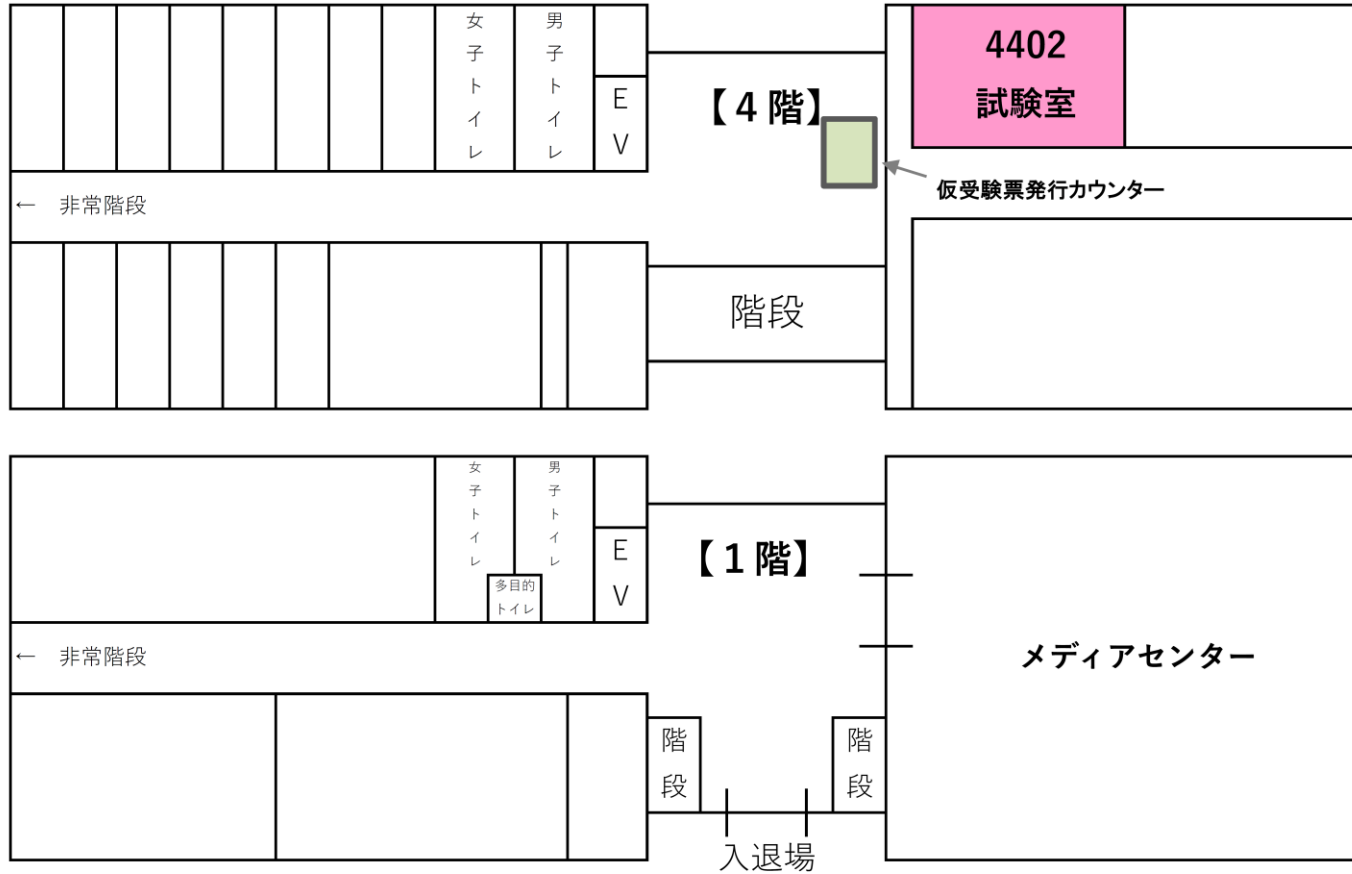 女子トイレ
男子トイレ
EV
【4階】
4402
試験室
仮受験票発行カウンター
← 非常階段
階段
女子トイレ
男子トイレ
多目的
トイレ
EV
【1階】
← 非常階段
メディアセンター
階段
階段
入退場